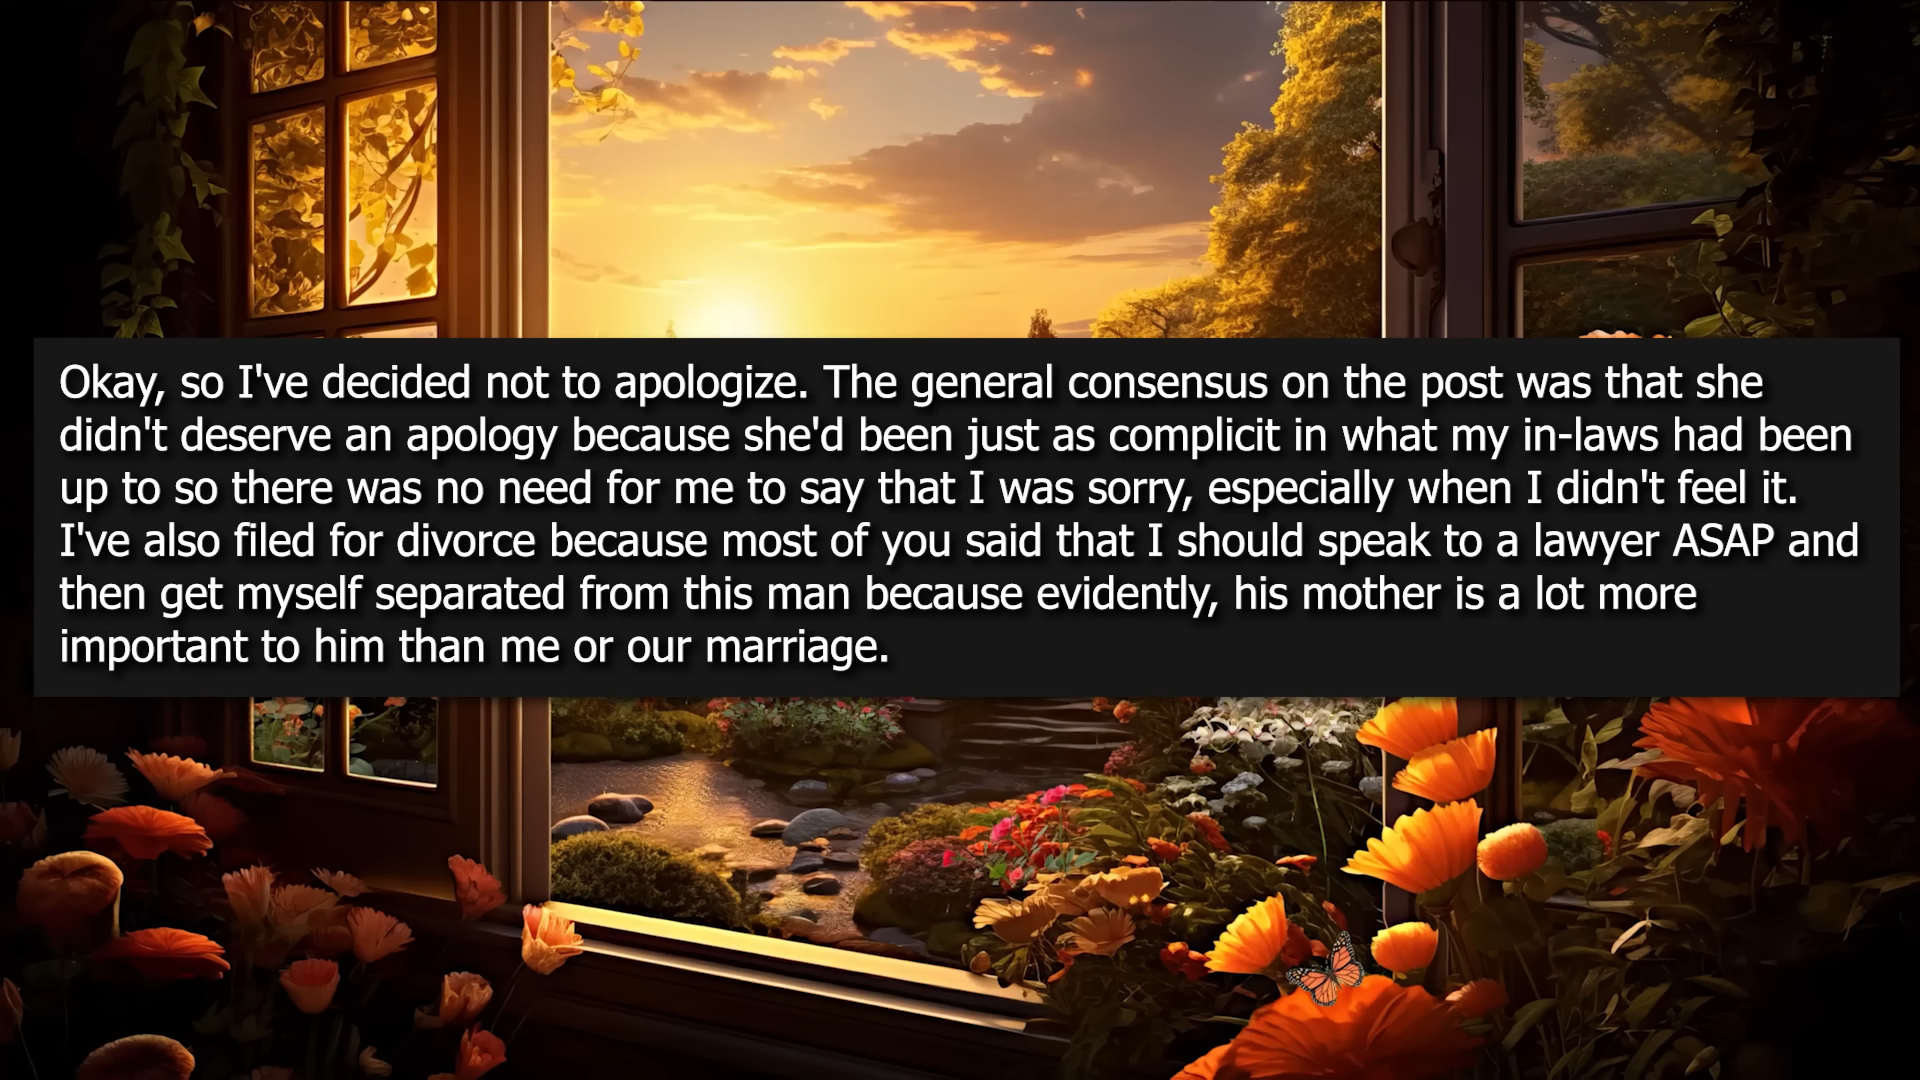 Okay, so I've decided not to apologize. The general consensus on the post was that she
didn't deserve an apology because she'd been just as complicit in what my in-laws had been
up to so there was no need for me to say that I was sorry, especially when I didn't feel it.
I've also filed for divorce because most of you said that I should speak to a lawyer ASAP and
then get myself separated from this man because evidently, his mother is a lot more
important to him than me or our marriage.